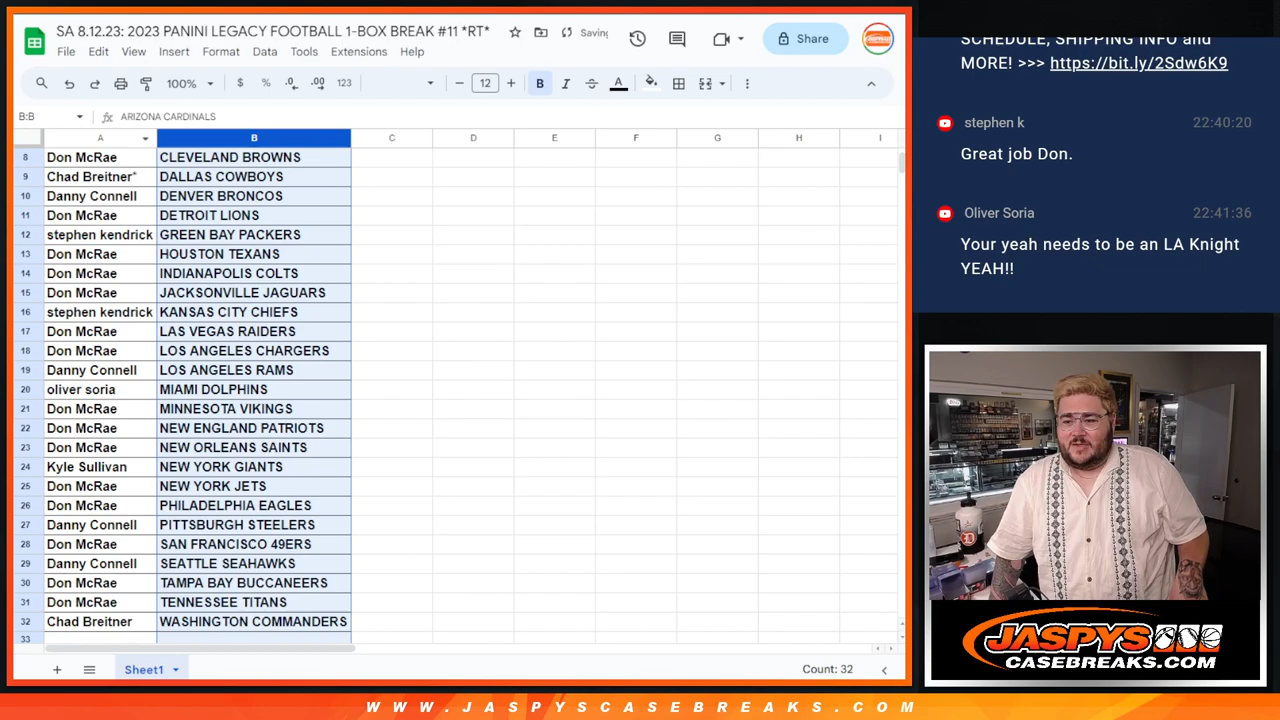 SA 8.12.23: 2023 PANINI LEGACY FOOTBALL 1-BOX BREAK #11 *RT*
Saving
Share
File Edit View Insert Format Data Tools Extensions Help
100% $ % .0 .00 123 12 B I A
B:B fx ARIZONA CARDINALS
A B C D E F G H I
8 Don McRae CLEVELAND BROWNS
9 Chad Breitner* DALLAS COWBOYS
10 Danny Connell DENVER BRONCOS
11 Don McRae DETROIT LIONS
12 stephen kendrick GREEN BAY PACKERS
13 Don McRae HOUSTON TEXANS
14 Don McRae INDIANAPOLIS COLTS
15 Don McRae JACKSONVILLE JAGUARS
16 stephen kendrick KANSAS CITY CHIEFS
17 Don McRae LAS VEGAS RAIDERS
18 Don McRae LOS ANGELES CHARGERS
19 Danny Connell LOS ANGELES RAMS
20 oliver soria MIAMI DOLPHINS
21 Don McRae MINNESOTA VIKINGS
22 Don McRae NEW ENGLAND PATRIOTS
23 Don McRae NEW ORLEANS SAINTS
24 Kyle Sullivan NEW YORK GIANTS
25 Don McRae NEW YORK JETS
26 Don McRae PHILADELPHIA EAGLES
27 Danny Connell PITTSBURGH STEELERS
28 Don McRae SAN FRANCISCO 49ERS
29 Danny Connell SEATTLE SEAHAWKS
30 Don McRae TAMPA BAY BUCCANEERS
31 Don McRae TENNESSEE TITANS
32 Chad Breitner WASHINGTON COMMANDERS
33
Sheet1
Count: 32
SCHEDULE, SHIPPING INFO and
MORE! >>> https://bit.ly/2Sdw6K9
stephen k 22:40:20
Great job Don.
Oliver Soria 22:41:36
Your yeah needs to be an LA Knight
YEAH!!
JASPYS
CASEBREAKS.COM
WWW.JASPYSCASEBREAKS.COM